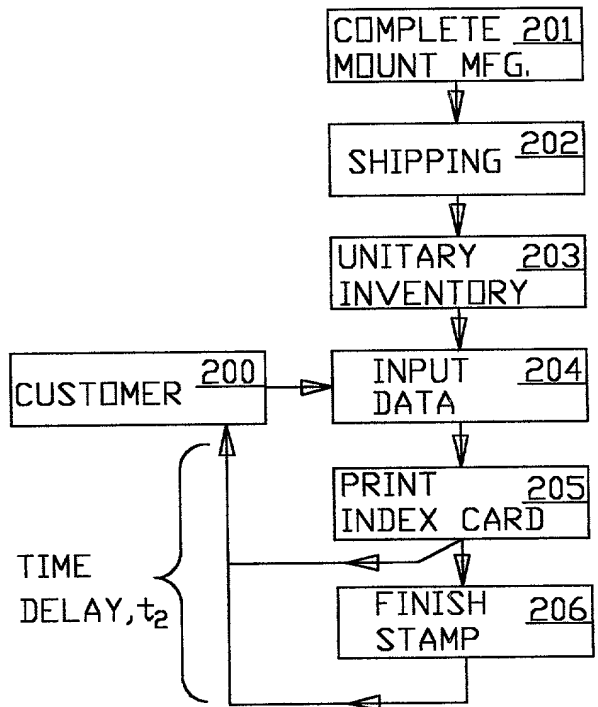 COMPLETE 201
MOUNT MFG.
SHIPPING 202
UNITARY 203
INVENTORY
CUSTOMER 200
INPUT 204
DATA
PRINT 205
INDEX CARD
TIME
DELAY, t2
FINISH 206
STAMP